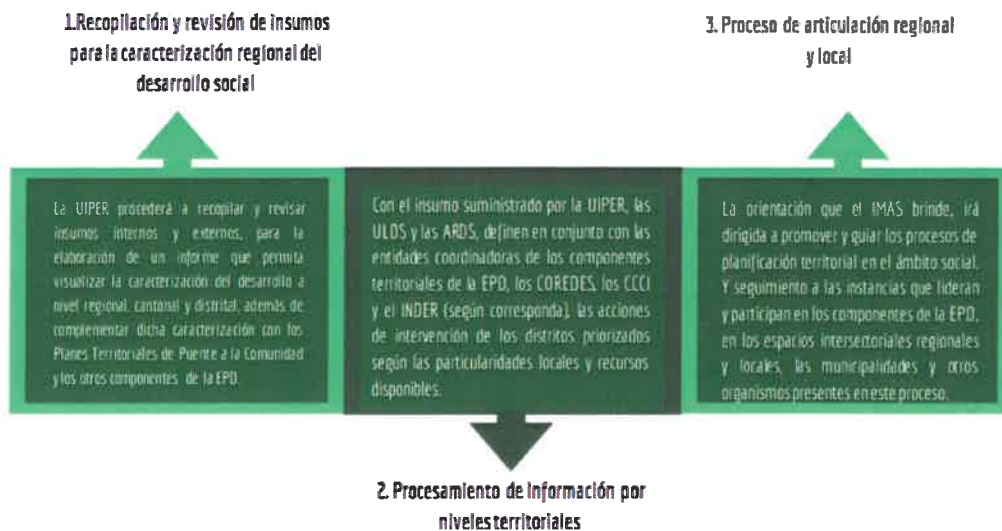 1.Recopilación y revisión de insumos
para la caracterización regional del
desarrollo social
La UIPER procederá a recopilar y revisar
insumos internos y externos, para la
elaboración de un informe que permita
visualizar la caracterización del desarrollo a
nivel regional, cantonal y distrital, además de
complementar dicha caracterización con los
Planes Territoriales de Puente a la Comunidad
y los otros componentes de la EPD.
Con el insumo suministrado por la UIPER, las
ULDS y las ARDS, definen en conjunto con las
entidades coordinadoras de los componentes
territoriales de la EPD, los COREDES, los CCCI
y el INDER (según corresponda), las acciones
de intervención de los distritos priorizados
según las particularidades locales y recursos
disponibles.
2. Procesamiento de información por
niveles territoriales
3. Proceso de articulación regional
y local
La orientación que el IMAS brinde, irá
dirigida a promover y guiar los procesos de
planificación territorial en el ámbito social.
Y seguimiento a las instancias que lideran
y participan en los componentes de la EPD,
en los espacios intersectoriales regionales
y locales, las municipalidades y otros
organismos presentes en este proceso.